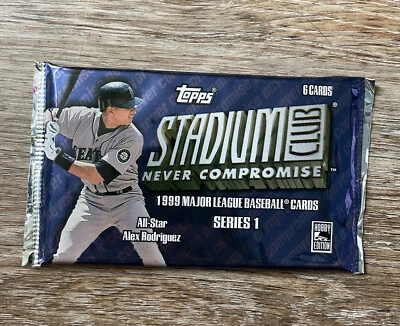 Topps
6 CARDS
STADIUM CLUB
NEVER COMPROMISE™
1999 MAJOR LEAGUE BASEBALL® CARDS
SERIES 1
All-Star
Alex Rodriguez
HOBBY
EDITION